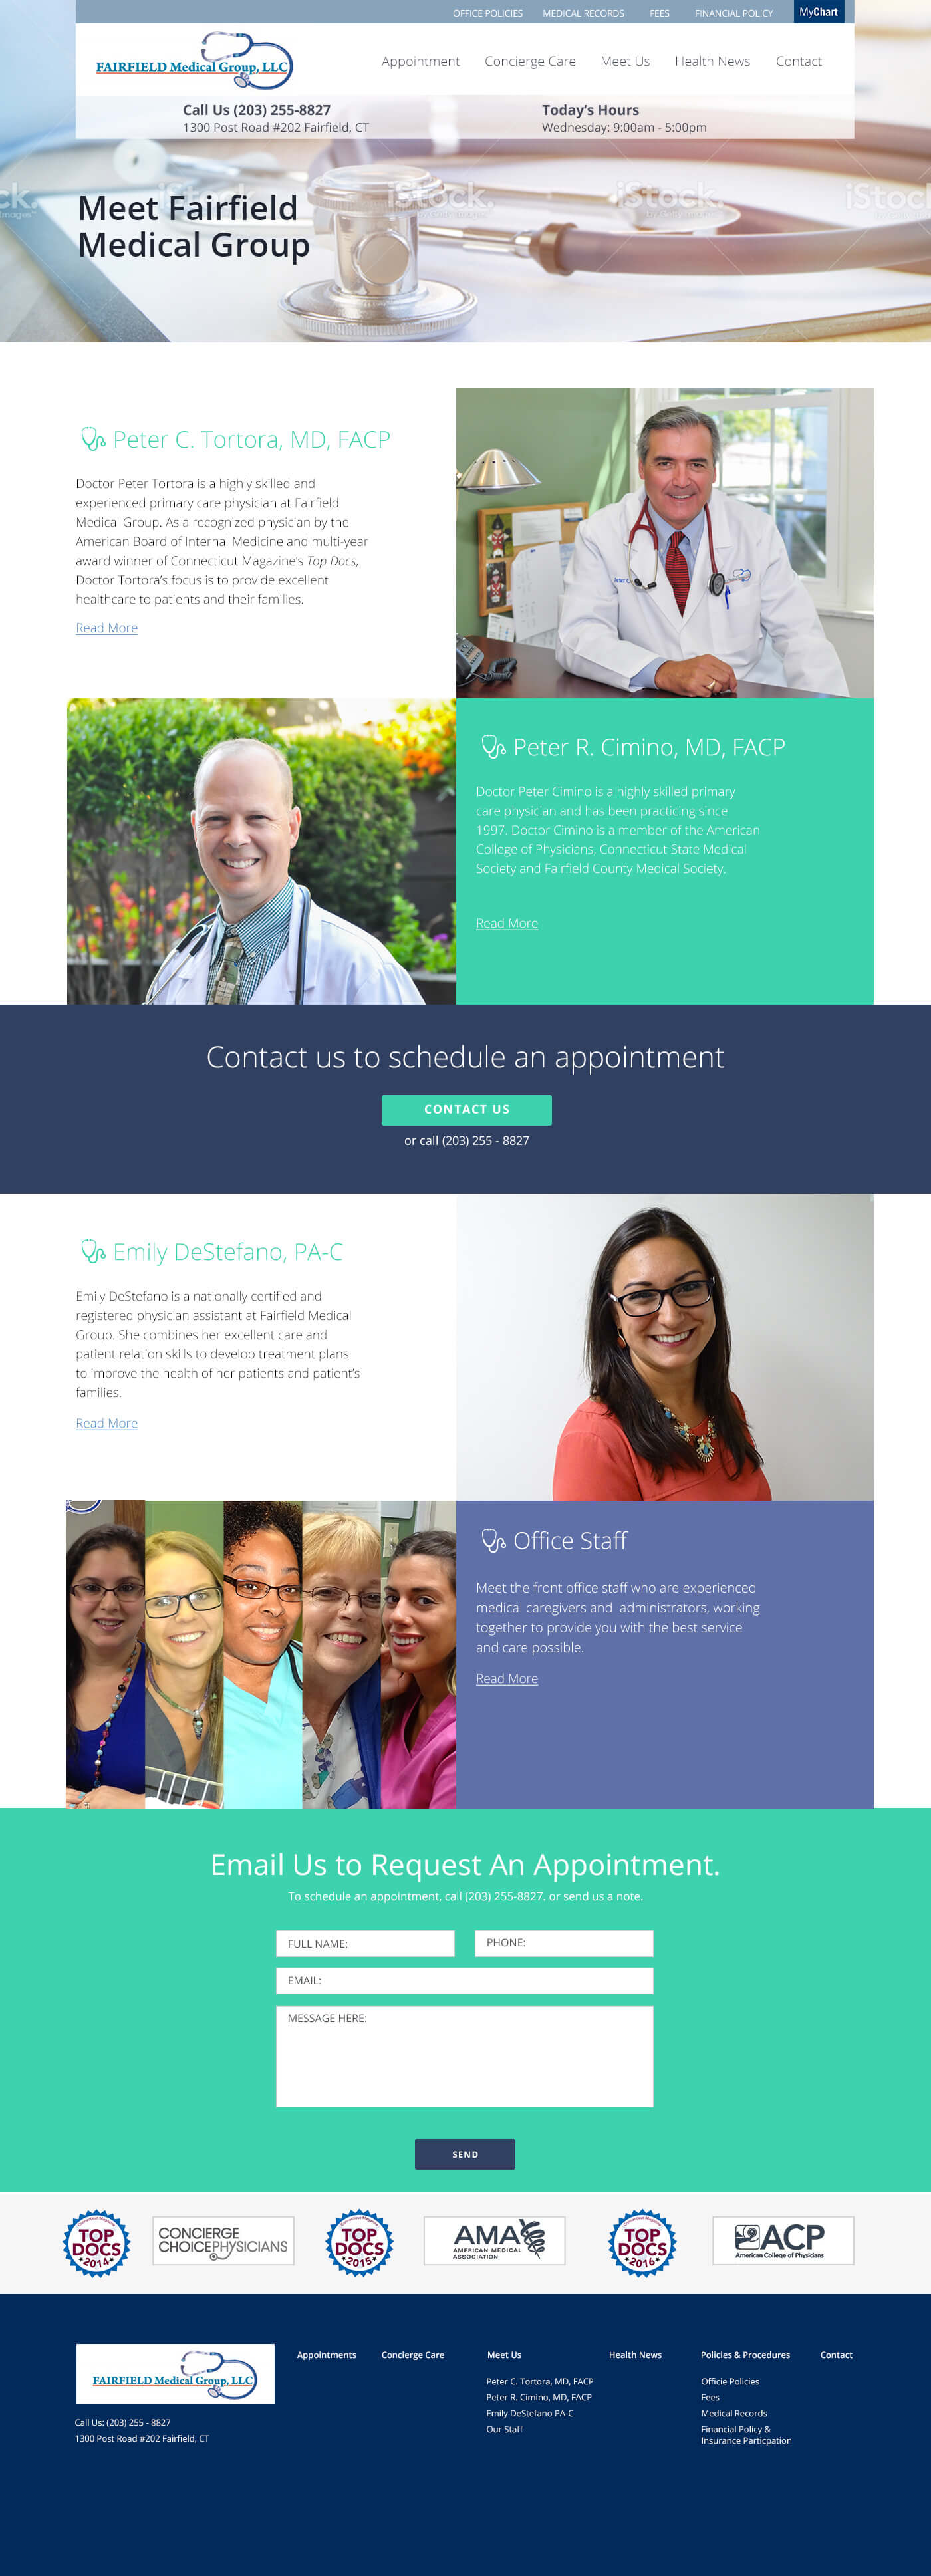 OFFICE POLICIES MEDICAL RECORDS FEES FINANCIAL POLICY MyChart
FAIRFIELD Medical Group, LLC
Appointment Concierge Care Meet Us Health News Contact
Call Us (203) 255-8827
1300 Post Road #202 Fairfield, CT
Today's Hours
Wednesday: 9:00am - 5:00pm
iStock. iStock. iStock.
Meet Fairfield
Medical Group
Peter C. Tortora, MD, FACP
Doctor Peter Tortora is a highly skilled and
experienced primary care physician at Fairfield
Medical Group. As a recognized physician by the
American Board of Internal Medicine and multi-year
award winner of Connecticut Magazine's Top Docs,
Doctor Tortora's focus is to provide excellent
healthcare to patients and their families.
Read More
Peter C
Peter R. Cimino, MD, FACP
Doctor Peter Cimino is a highly skilled primary
care physician and has been practicing since
1997. Doctor Cimino is a member of the American
College of Physicians, Connecticut State Medical
Society and Fairfield County Medical Society.
Read More
Contact us to schedule an appointment
CONTACT US
or call (203) 255 - 8827
Emily DeStefano, PA-C
Emily DeStefano is a nationally certified and
registered physician assistant at Fairfield Medical
Group. She combines her excellent care and
patient relation skills to develop treatment plans
to improve the health of her patients and patient's
families.
Read More
Office Staff
Meet the front office staff who are experienced
medical caregivers and administrators, working
together to provide you with the best service
and care possible.
Read More
Email Us to Request An Appointment.
To schedule an appointment, call (203) 255-8827. or send us a note.
FULL NAME:
PHONE:
EMAIL:
MESSAGE HERE:
SEND
Connecticut Magazine
TOP
DOCS
2014
CONCIERGE
CHOICEPHYSICIANS
Connecticut Magazine
TOP
DOCS
2015
AMA
AMERICAN MEDICAL
ASSOCIATION
Connecticut Magazine
TOP
DOCS
2016
ACP
American College of Physicians
FAIRFIELD Medical Group, LLC
Call Us: (203) 255 - 8827
1300 Post Road #202 Fairfield, CT
Appointments
Concierge Care
Meet Us
Peter C. Tortora, MD, FACP
Peter R. Cimino, MD, FACP
Emily DeStefano PA-C
Our Staff
Health News
Policies & Procedures
Officie Policies
Fees
Medical Records
Financial Policy &
Insurance Particpation
Contact